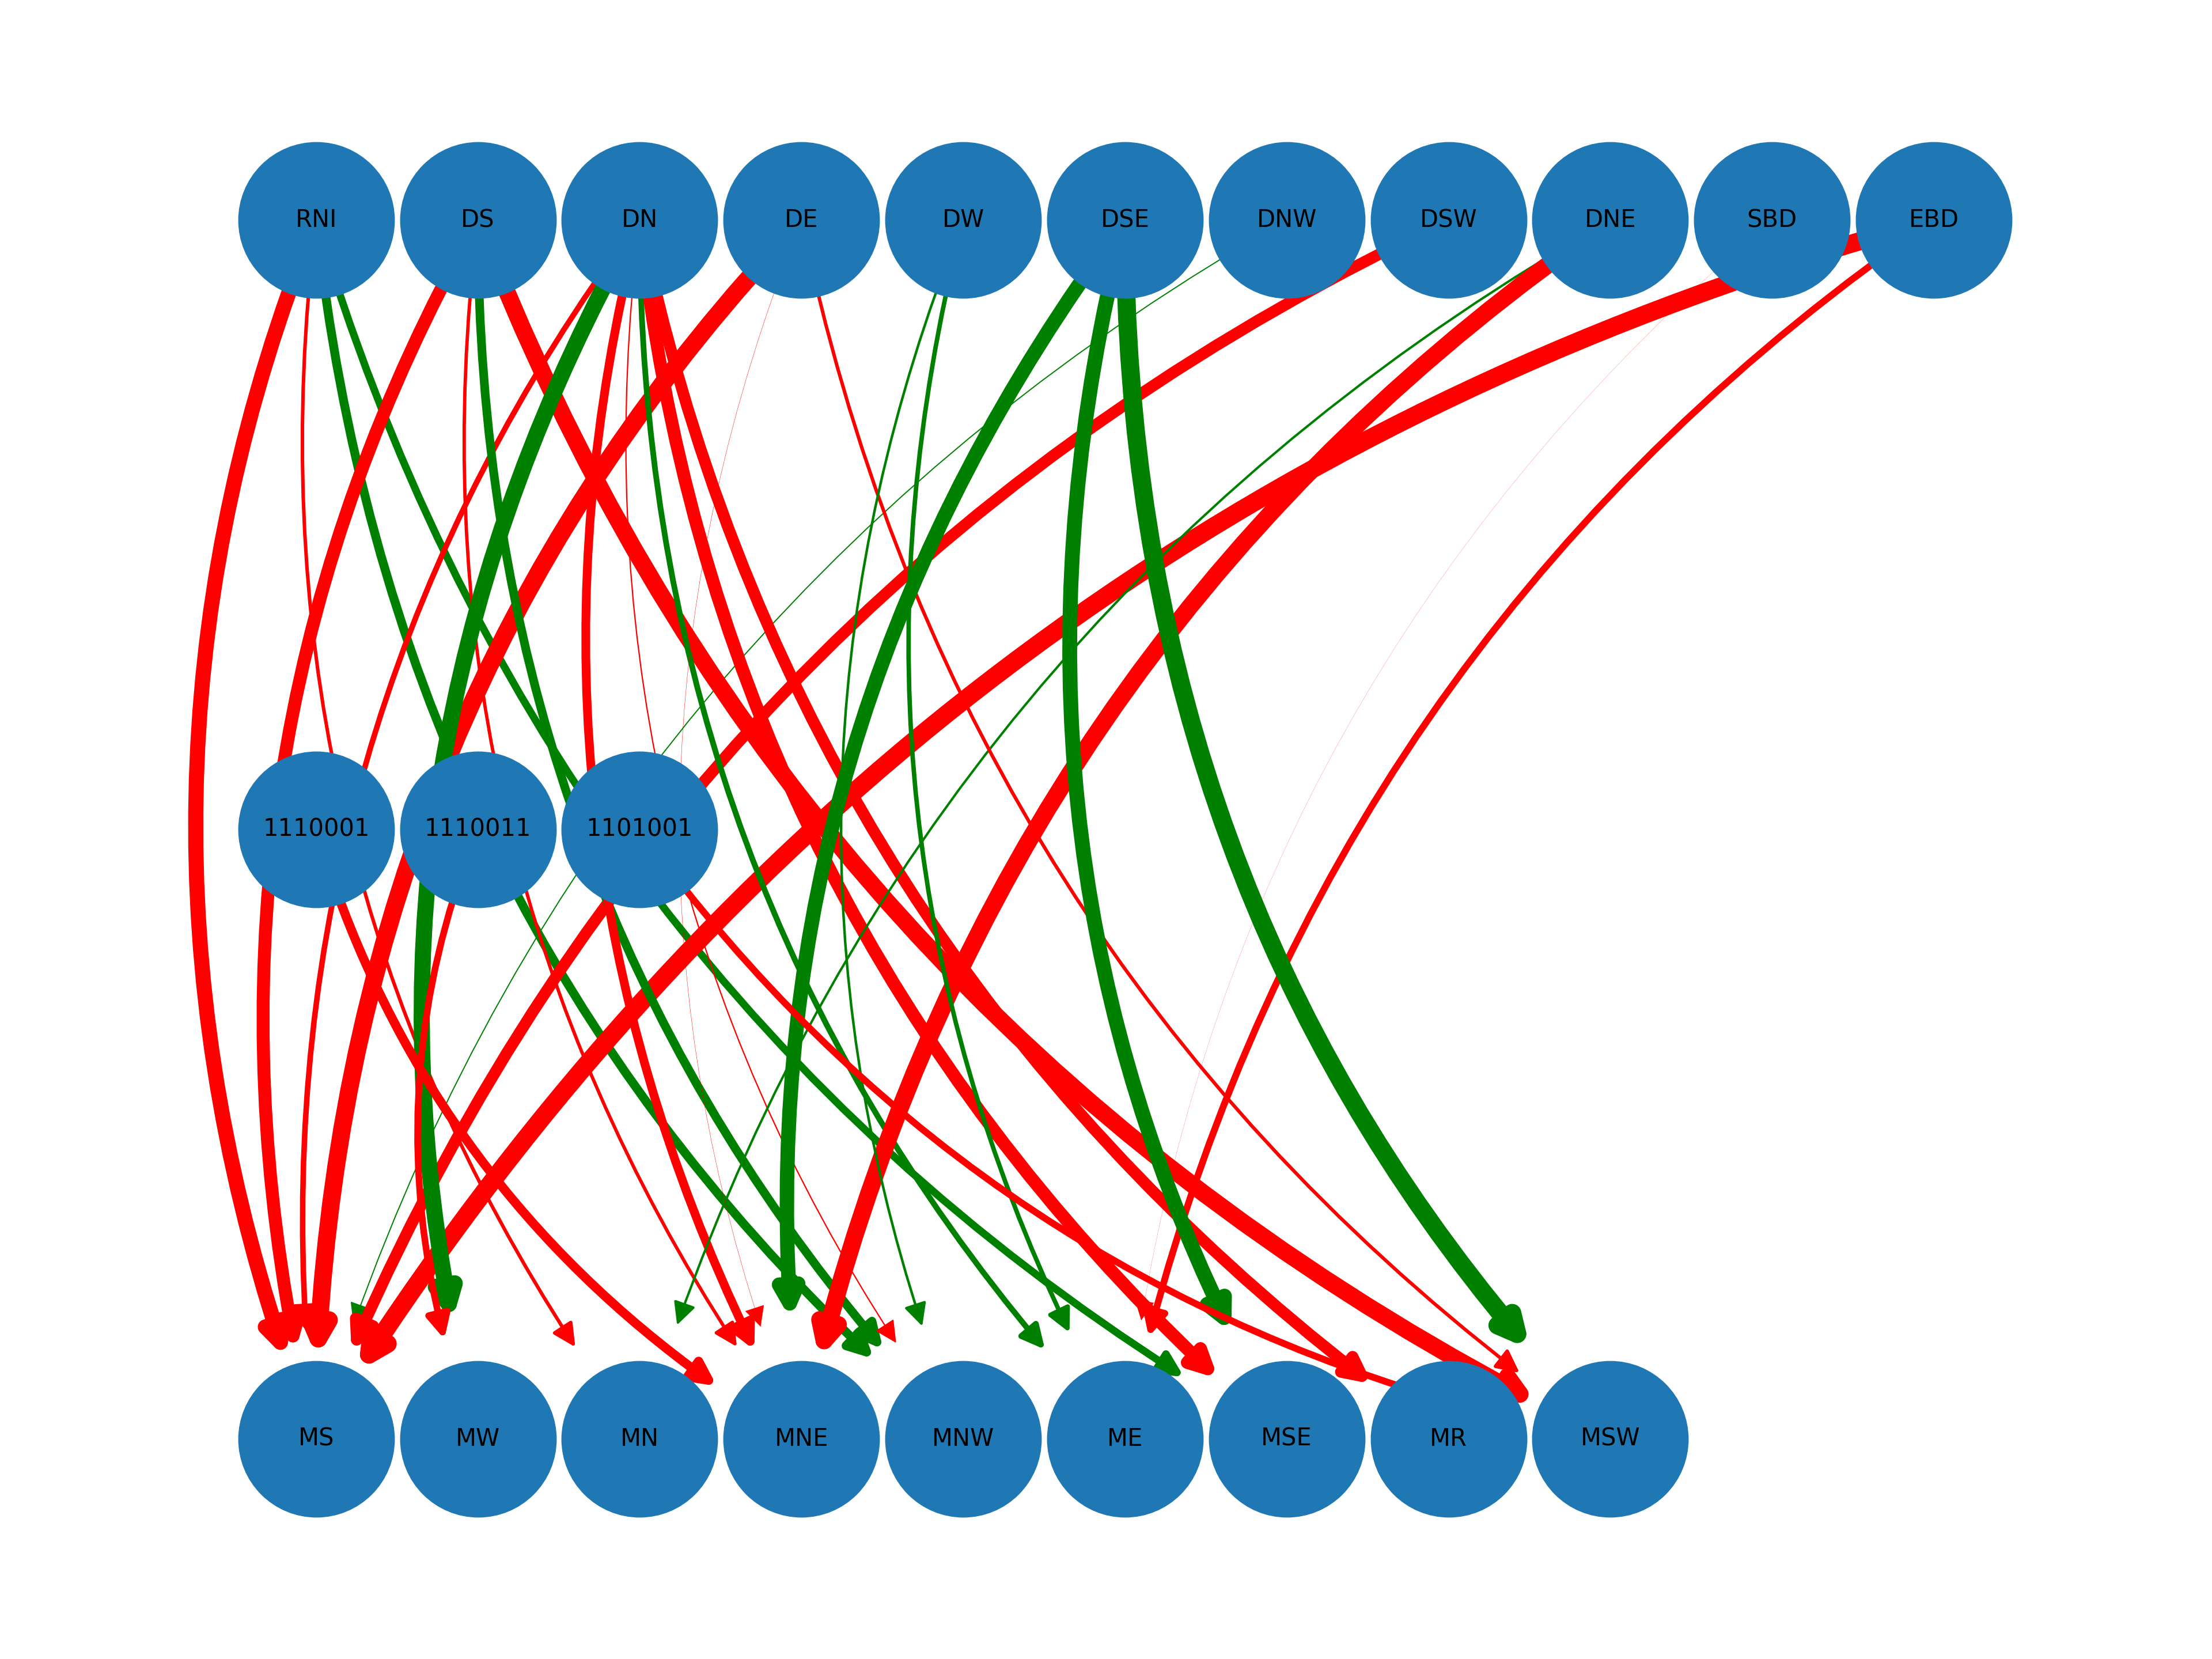 RNI DS DN DE DW DSE DNW DSW DNE SBD EBD
1110001 1110011 1101001
MS MW MN MNE MNW ME MSE MR MSW